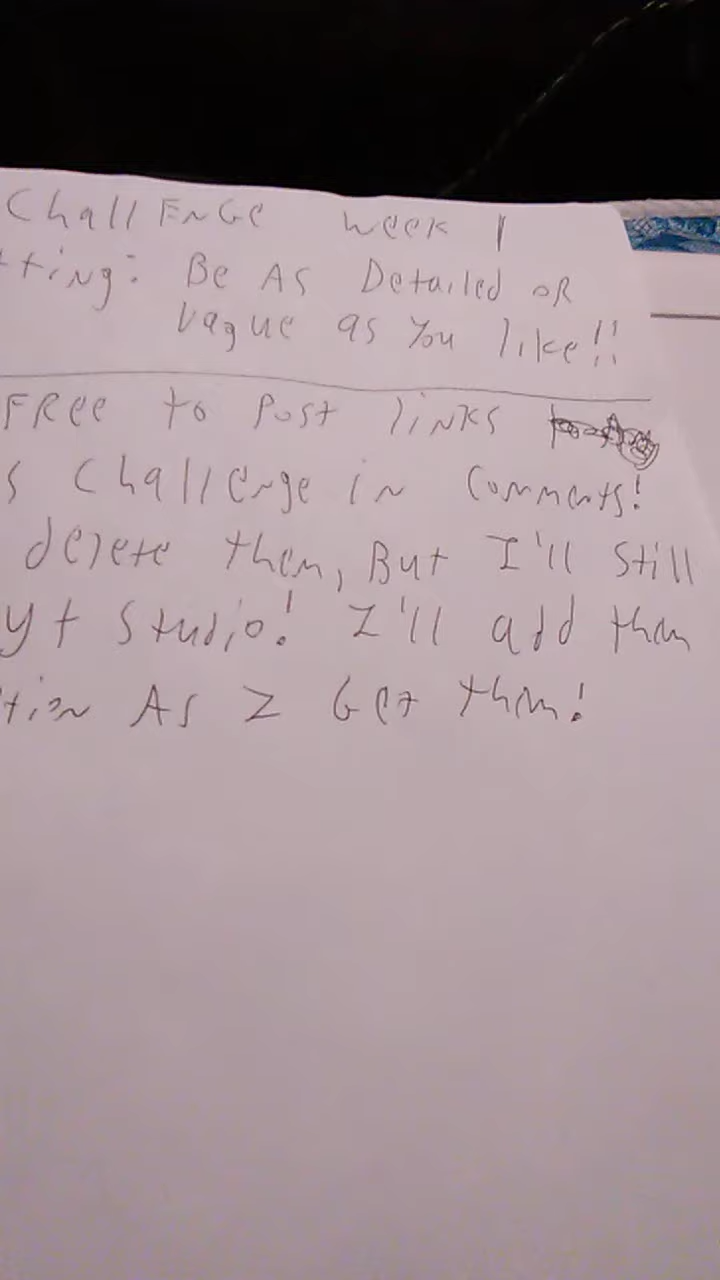 Challenge Week 1
tting: Be As Detailed or
vague as you like!!
Free to Post links
s Challenge in Comments!
delete them, But I'll Still
yt Studio! I'll add them
tion As I Get them!